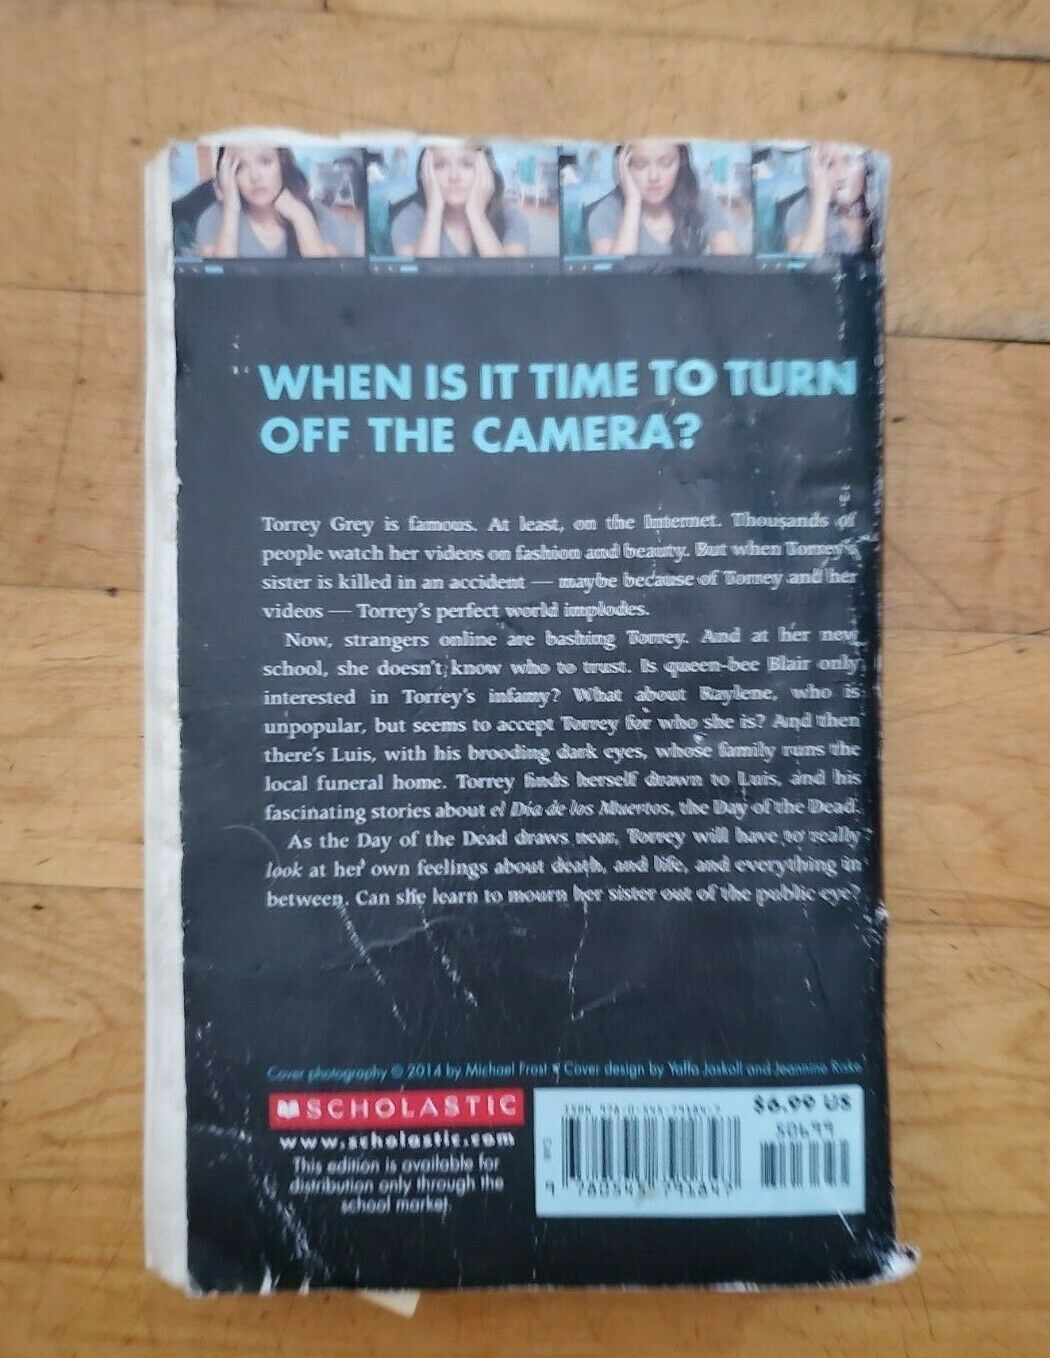 WHEN IS IT TIME TO TURN
OFF THE CAMERA?
Torrey Grey is famous. At least, on the Internet. Thousands of
people watch her videos on fashion and beauty. But when Torrey's
sister is killed in an accident — maybe because of Torrey and her
videos — Torrey's perfect world implodes.
Now, strangers online are bashing Torrey. And at her new
school, she doesn't know who to trust. Is queen-bee Blair only
interested in Torrey's infamy? What about Raylene, who is
unpopular, but seems to accept Torrey for who she is? And then
there's Luis, with his brooding dark eyes, whose family runs the
local funeral home. Torrey finds herself drawn to Luis, and his
fascinating stories about el Día de los Muertos, the Day of the Dead.
As the Day of the Dead draws near, Torrey will have to really
look at her own feelings about death, and life, and everything in
between. Can she learn to mourn her sister out of the public eye?
Cover photography © 2014 by Michael Frost Cover design by Yaffa Jaskoll and Jeannine
SCHOLASTIC
www.scholastic.com
This edition is available for
distribution only through the
school market.
ISBN
$6.99 US
50699